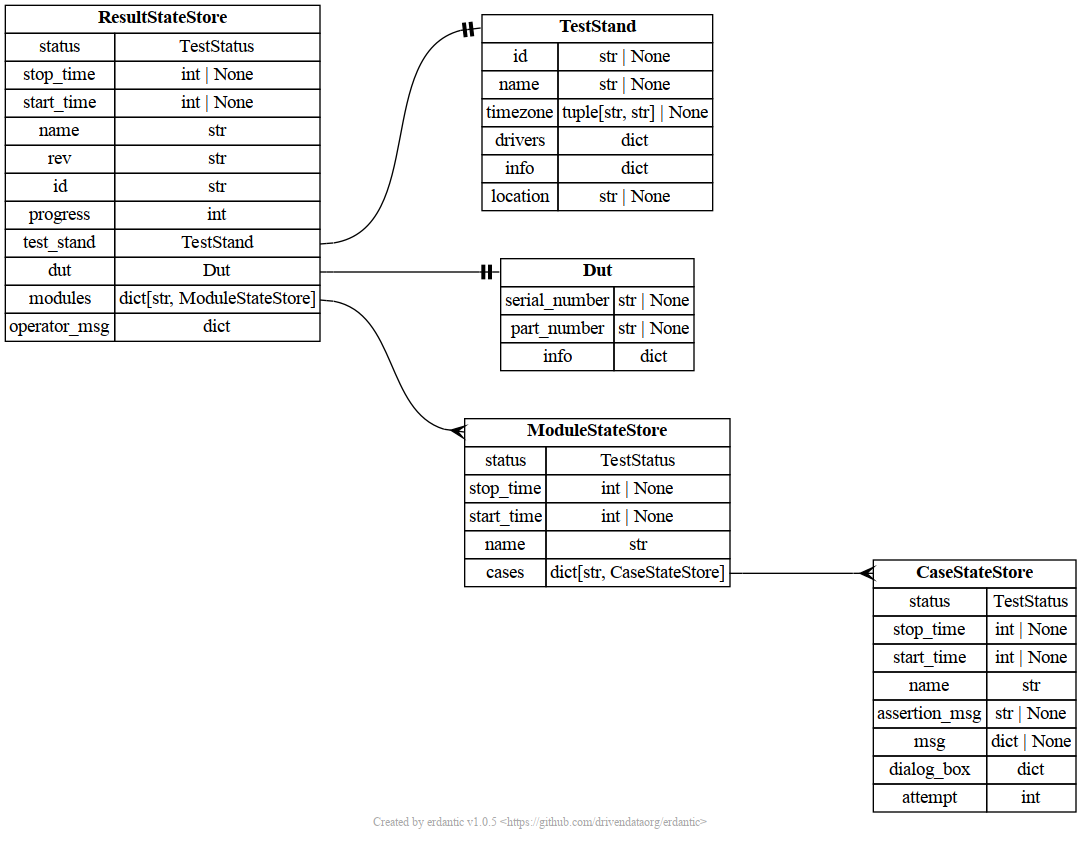 ResultStateStore
status TestStatus
stop_time int | None
start_time int | None
name str
rev str
id str
progress int
test_stand TestStand
dut Dut
modules dict[str, ModuleStateStore]
operator_msg dict
TestStand
id str | None
name str | None
timezone tuple[str, str] | None
drivers dict
info dict
location str | None
Dut
serial_number str | None
part_number str | None
info dict
ModuleStateStore
status TestStatus
stop_time int | None
start_time int | None
name str
cases dict[str, CaseStateStore]
CaseStateStore
status TestStatus
stop_time int | None
start_time int | None
name str
assertion_msg str | None
msg dict | None
dialog_box dict
attempt int
Created by erdantic v1.0.5 <https://github.com/drivendataorg/erdantic>